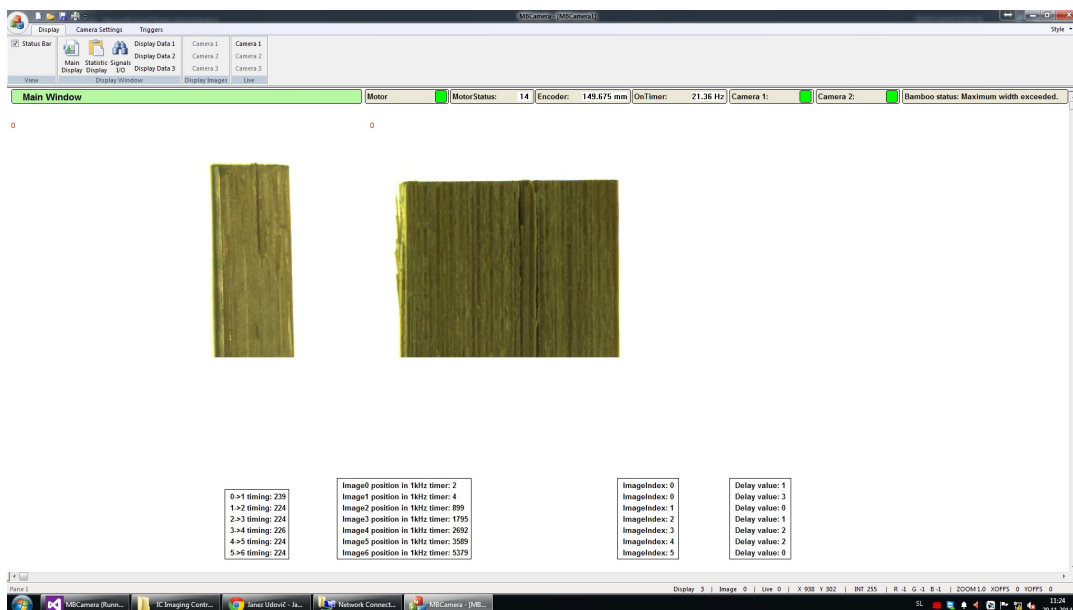 MBCamera - [MBCamera1]
Display Camera Settings Triggers Style
Status Bar
Main Display
Statistic Display
Signals I/O
Display Data 1
Display Data 2
Display Data 3
Camera 1
Camera 2
Camera 3
Camera 1
Camera 2
Camera 3
View Display Window Display Images Live
Main Window Motor MotorStatus: 14 Encoder: 149.675 mm OnTimer: 21.36 Hz Camera 1: Camera 2: Bamboo status: Maximum width exceeded.
0 0
0->1 timing: 239
1->2 timing: 224
2->3 timing: 224
3->4 timing: 226
4->5 timing: 224
5->6 timing: 224
Image0 position in 1kHz timer: 2
Image1 position in 1kHz timer: 4
Image2 position in 1kHz timer: 899
Image3 position in 1kHz timer: 1795
Image4 position in 1kHz timer: 2692
Image5 position in 1kHz timer: 3589
Image6 position in 1kHz timer: 5379
ImageIndex: 0
ImageIndex: 0
ImageIndex: 1
ImageIndex: 2
ImageIndex: 3
ImageIndex: 4
ImageIndex: 5
Delay value: 1
Delay value: 3
Delay value: 0
Delay value: 1
Delay value: 2
Delay value: 2
Delay value: 0
Pane 1 Display 3 | Image 0 | Live 0 | X 938 Y 302 | INT 255 | R -1 G -1 B -1 | ZOOM 1.0 XOFFS 0 YOFFS 0
MBCamera (Runn... IC Imaging Contr... Janez Udovič - Ja... Network Connect... MBCamera - [MB... SL 11:24